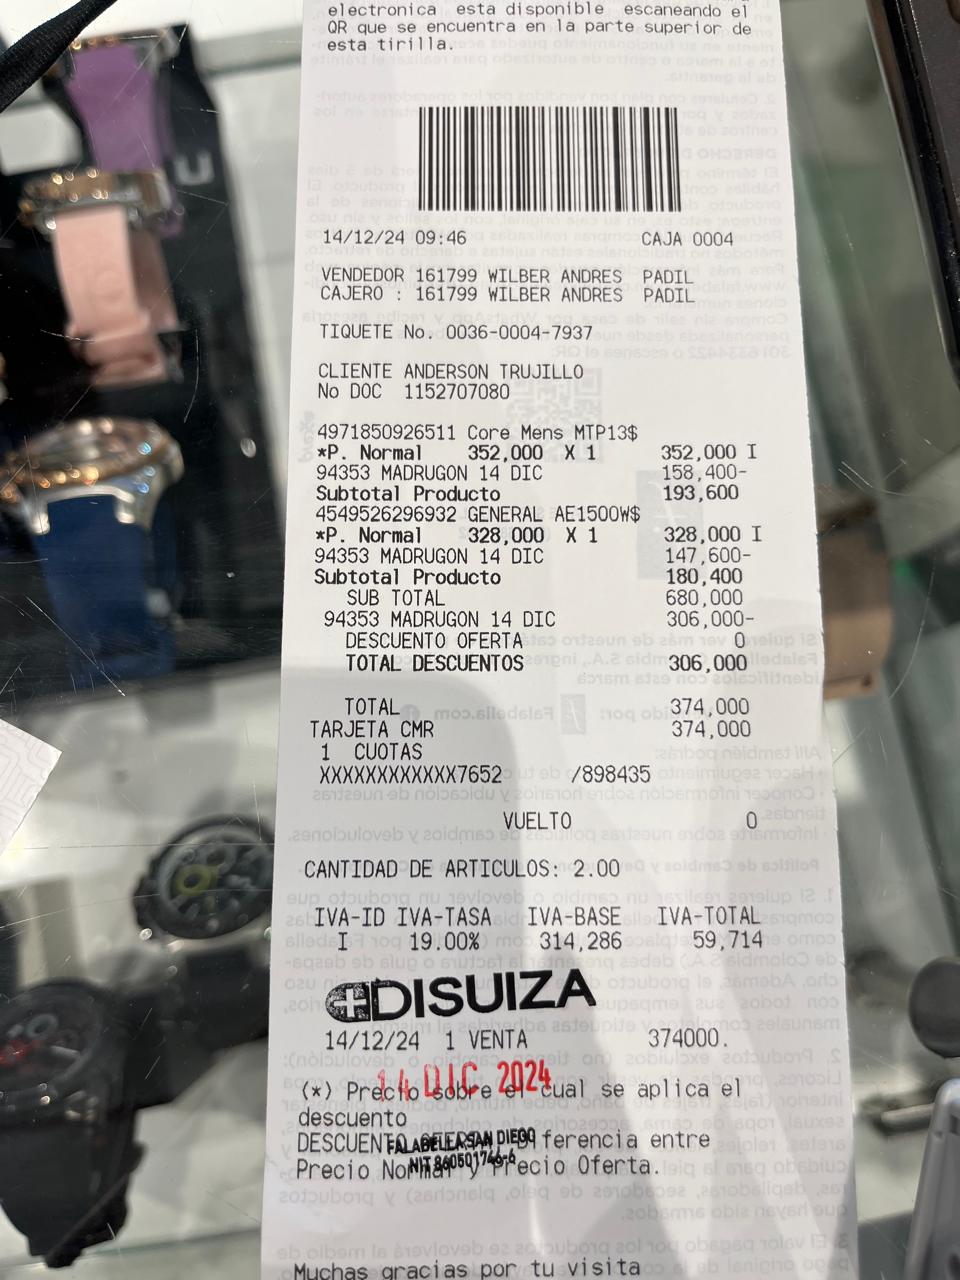 electronica esta disponible escaneando el
QR que se encuentra en la parte superior de
esta tirilla.
14/12/24 09:46 CAJA 0004
VENDEDOR 161799 WILBER ANDRES PADIL
CAJERO : 161799 WILBER ANDRES PADIL
TIQUETE No. 0036-0004-7937
CLIENTE ANDERSON TRUJILLO
No DOC 1152707080
4971850926511 Core Mens MTP13$
*P. Normal 352,000 X 1 352,000 I
94353 MADRUGON 14 DIC 158,400-
Subtotal Producto 193,600
4549526296932 GENERAL AE1500W$
*P. Normal 328,000 X 1 328,000 I
94353 MADRUGON 14 DIC 147,600-
Subtotal Producto 180,400
SUB TOTAL 680,000
94353 MADRUGON 14 DIC 306,000-
DESCUENTO OFERTA 0
TOTAL DESCUENTOS 306,000
TOTAL 374,000
TARJETA CMR 374,000
1 CUOTAS
XXXXXXXXXXXX7652 /898435
VUELTO 0
CANTIDAD DE ARTICULOS: 2.00
IVA-ID IVA-TASA IVA-BASE IVA-TOTAL
I 19.00% 314,286 59,714
DISUIZA
14/12/24 1 VENTA 374000.
14 DIC 2024
(*) Precio sobre el cual se aplica el
descuento
FALABELLA SAN DIEGO
NIT 860501746-6
DESCUENTO Diferencia entre
Precio Normal y Precio Oferta.
Muchas gracias por tu visita